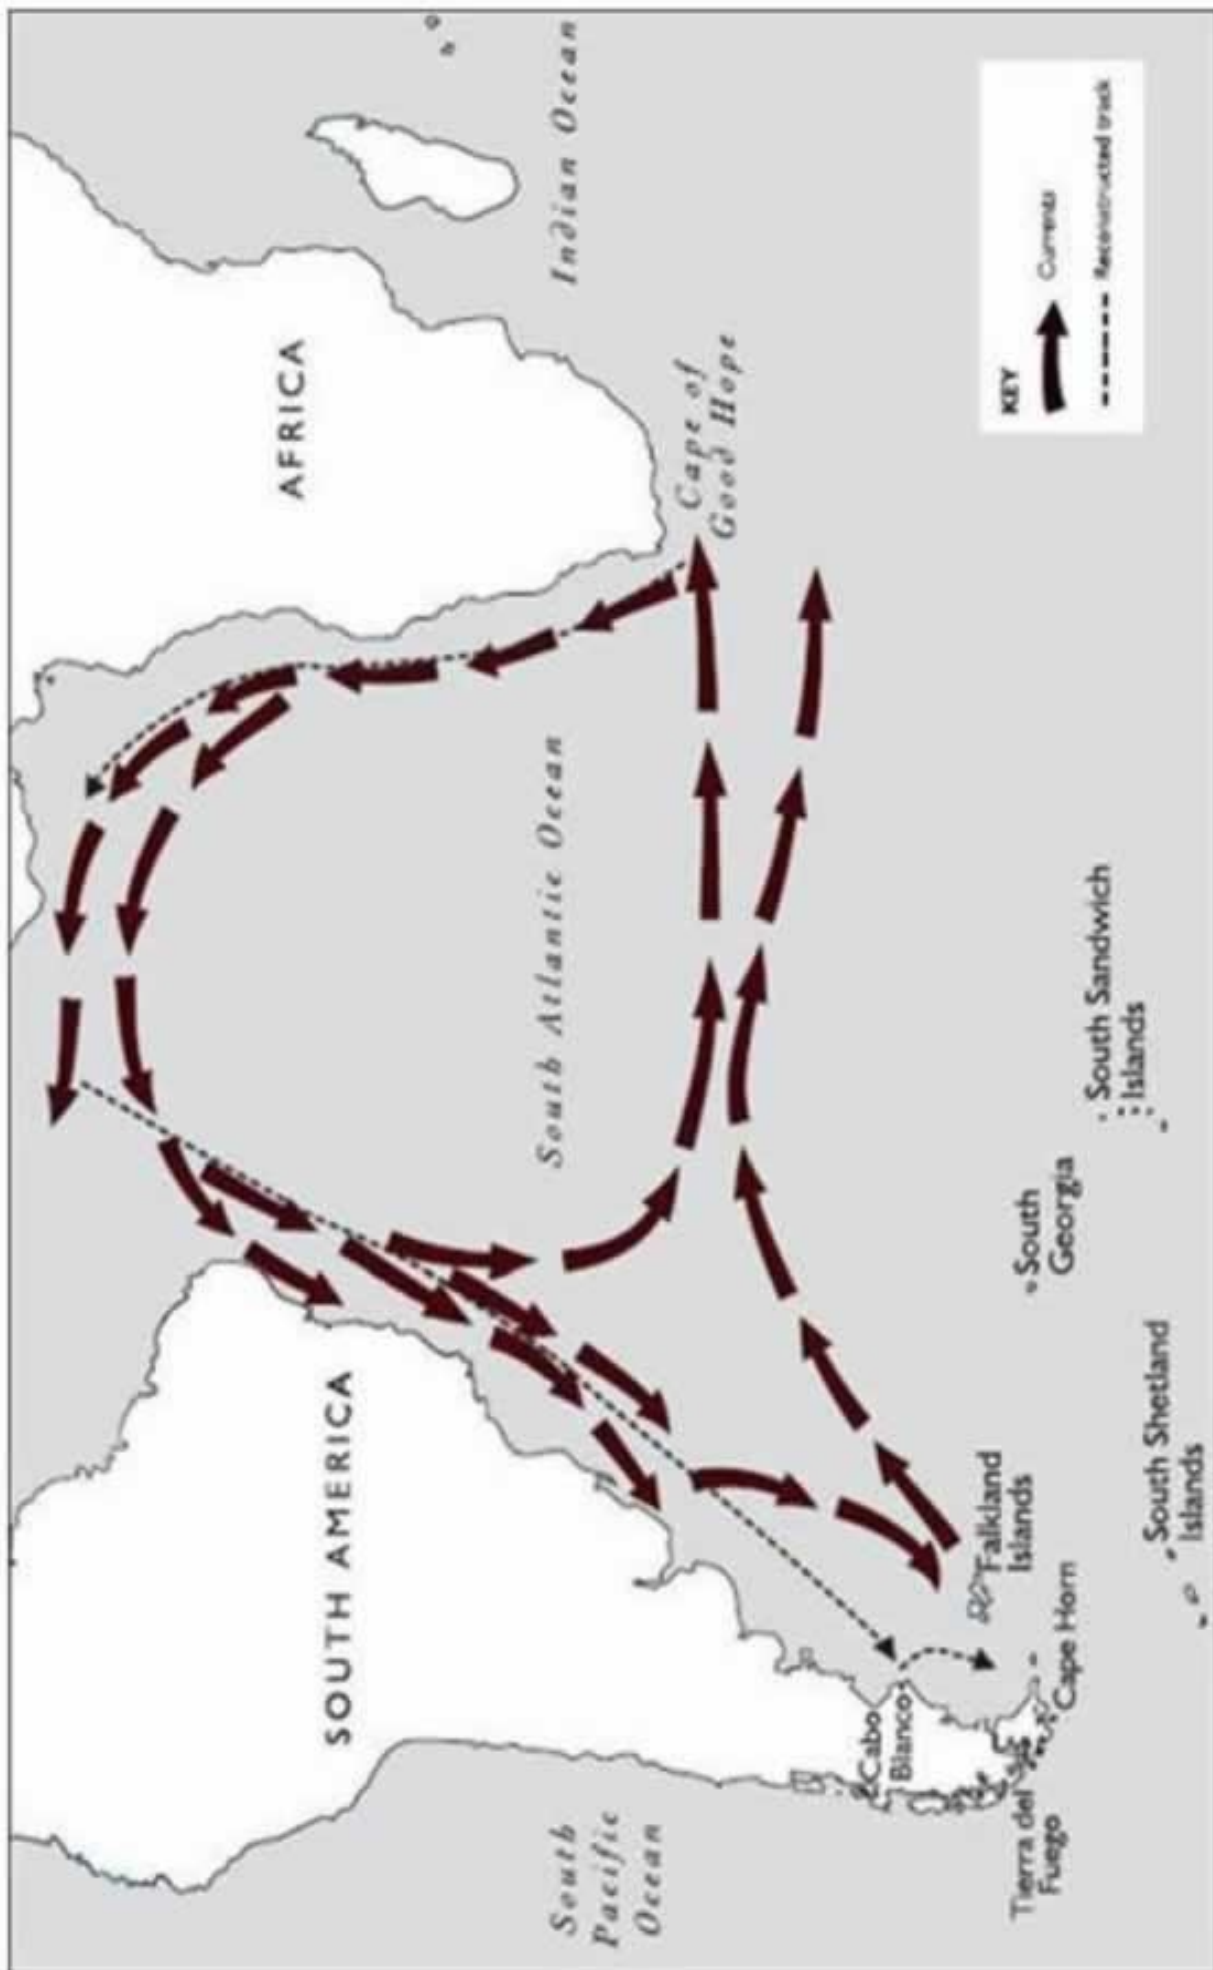 AFRICA
Indian Ocean
Cape of
Good Hope
South Atlantic Ocean
SOUTH AMERICA
South
Pacific
Ocean
Cabo
Blanco
Tierra del
Fuego
Cape Horn
Falkland
Islands
South Shetland
Islands
South
Georgia
South Sandwich
Islands
KEY
Currents
Reconstructed track